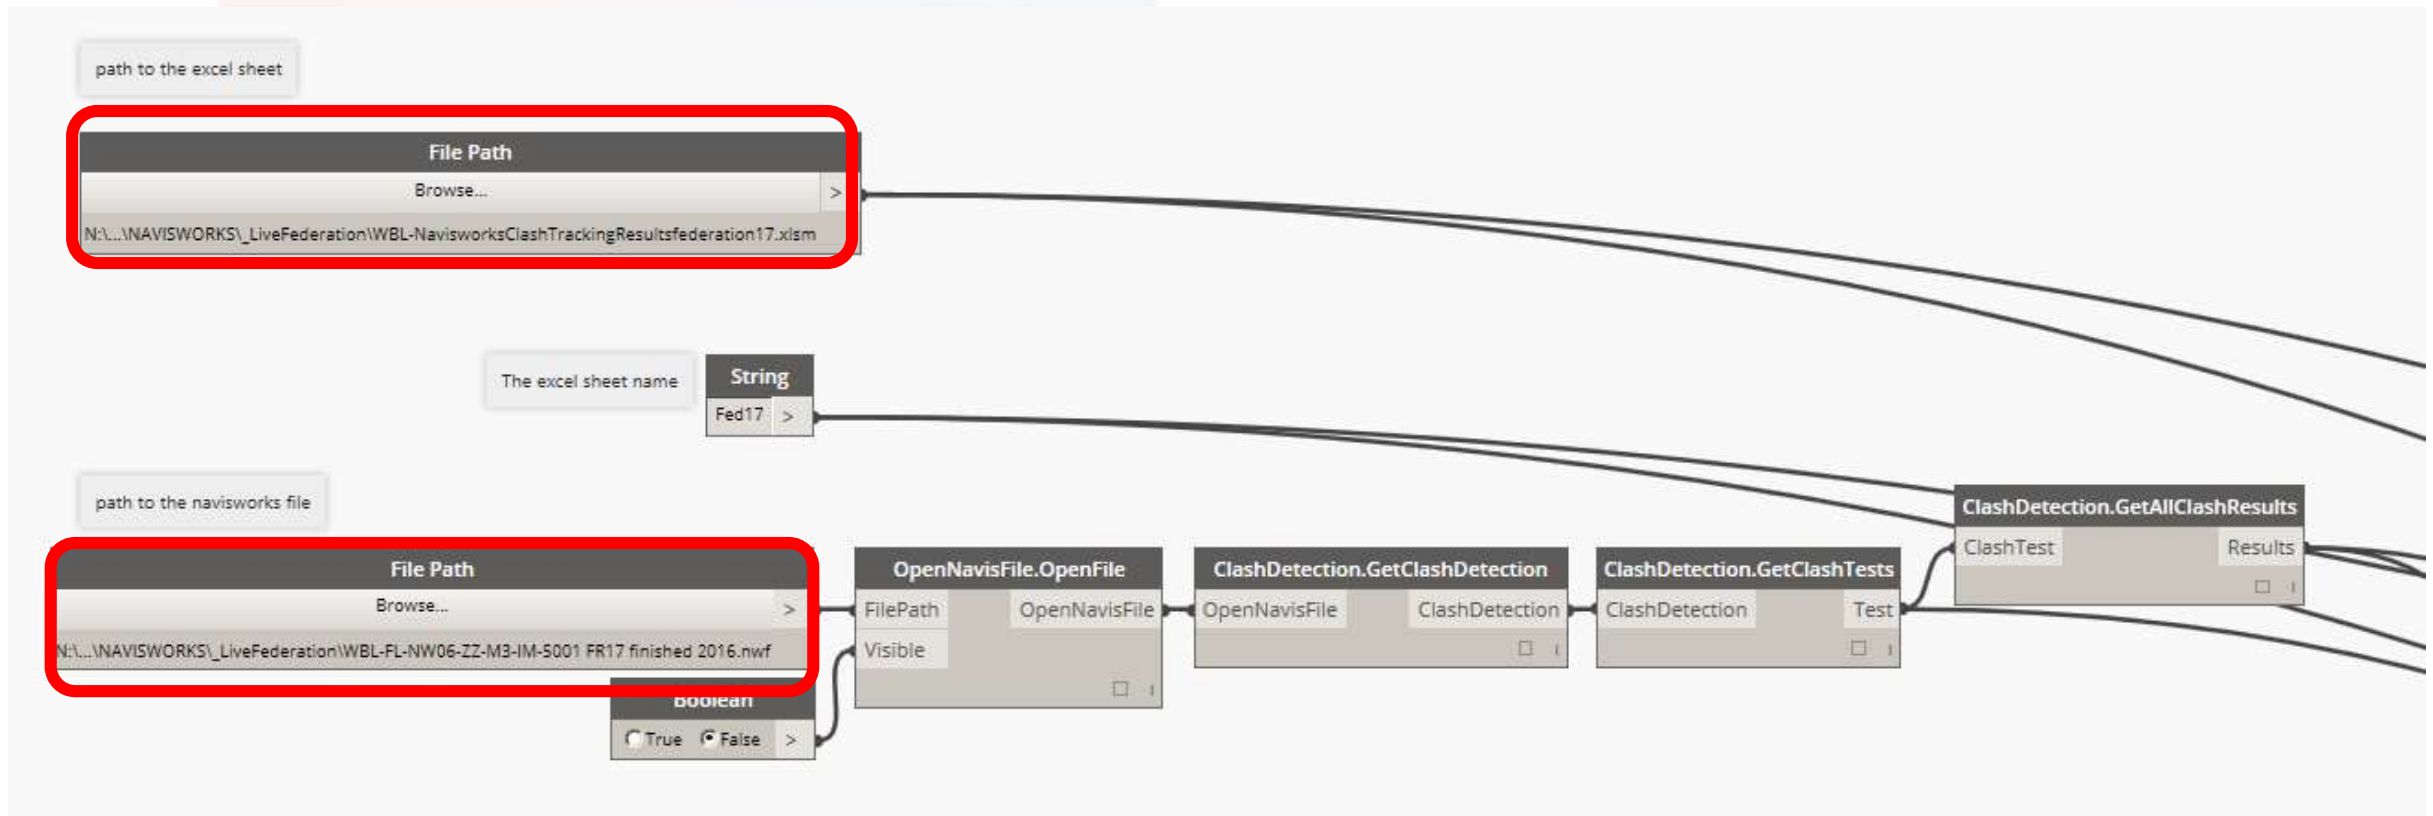 path to the excel sheet
File Path
Browse...
>
N:\...\NAVISWORKS\_LiveFederation\WBL-NavisworksClashTrackingResultsfederation17.xlsm
The excel sheet name
String
Fed17 >
path to the navisworks file
File Path
Browse...
>
N:\...\NAVISWORKS\_LiveFederation\WBL-FL-NW06-ZZ-M3-IM-5001 FR17 finished 2016.nwf
Boolean
True False >
OpenNavisFile.OpenFile
FilePath OpenNavisFile
Visible
ClashDetection.GetClashDetection
OpenNavisFile ClashDetection
ClashDetection.GetClashTests
ClashDetection Test
ClashDetection.GetAllClashResults
ClashTest Results